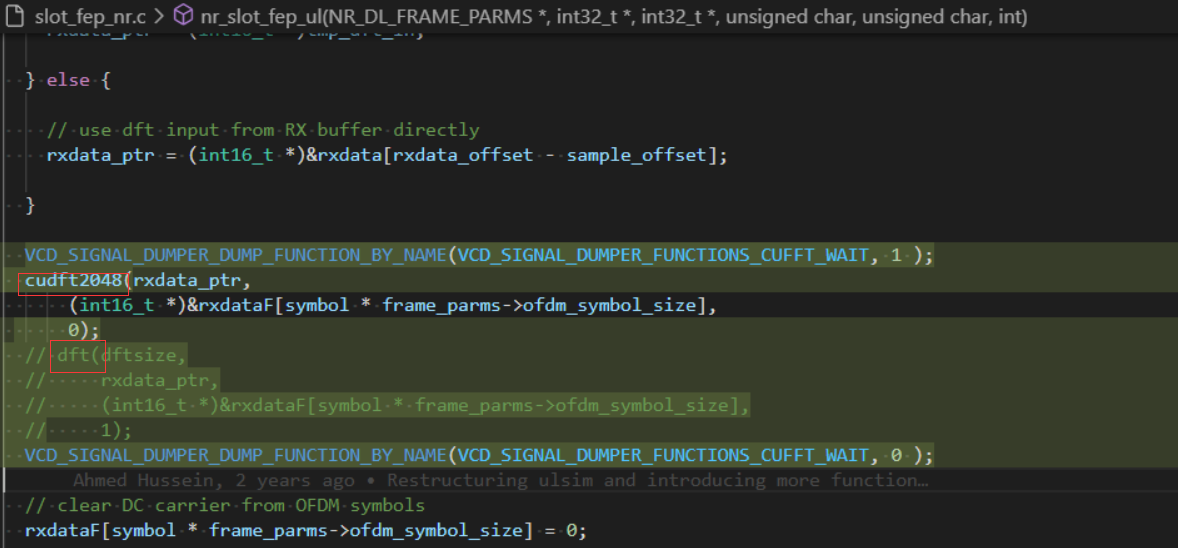 slot_fep_nr.c > nr_slot_fep_ul(NR_DL_FRAME_PARMS *, int32_t *, int32_t *, unsigned char, unsigned char, int)
rxdata_ptr = (int16_t *)tmp_dft_in;
} else {
// use dft input from RX buffer directly
rxdata_ptr = (int16_t *)&rxdata[rxdata_offset - sample_offset];
}
VCD_SIGNAL_DUMPER_DUMP_FUNCTION_BY_NAME(VCD_SIGNAL_DUMPER_FUNCTIONS_CUFFT_WAIT, 1 );
cudft2048(rxdata_ptr,
(int16_t *)&rxdataF[symbol * frame_parms->ofdm_symbol_size],
0);
// dft(dftsize,
// rxdata_ptr,
// (int16_t *)&rxdataF[symbol * frame_parms->ofdm_symbol_size],
// 1);
VCD_SIGNAL_DUMPER_DUMP_FUNCTION_BY_NAME(VCD_SIGNAL_DUMPER_FUNCTIONS_CUFFT_WAIT, 0 );
Ahmed Hussein, 2 years ago • Restructuring ulsim and introducing more function…
// clear DC carrier from OFDM symbols
rxdataF[symbol * frame_parms->ofdm_symbol_size] = 0;